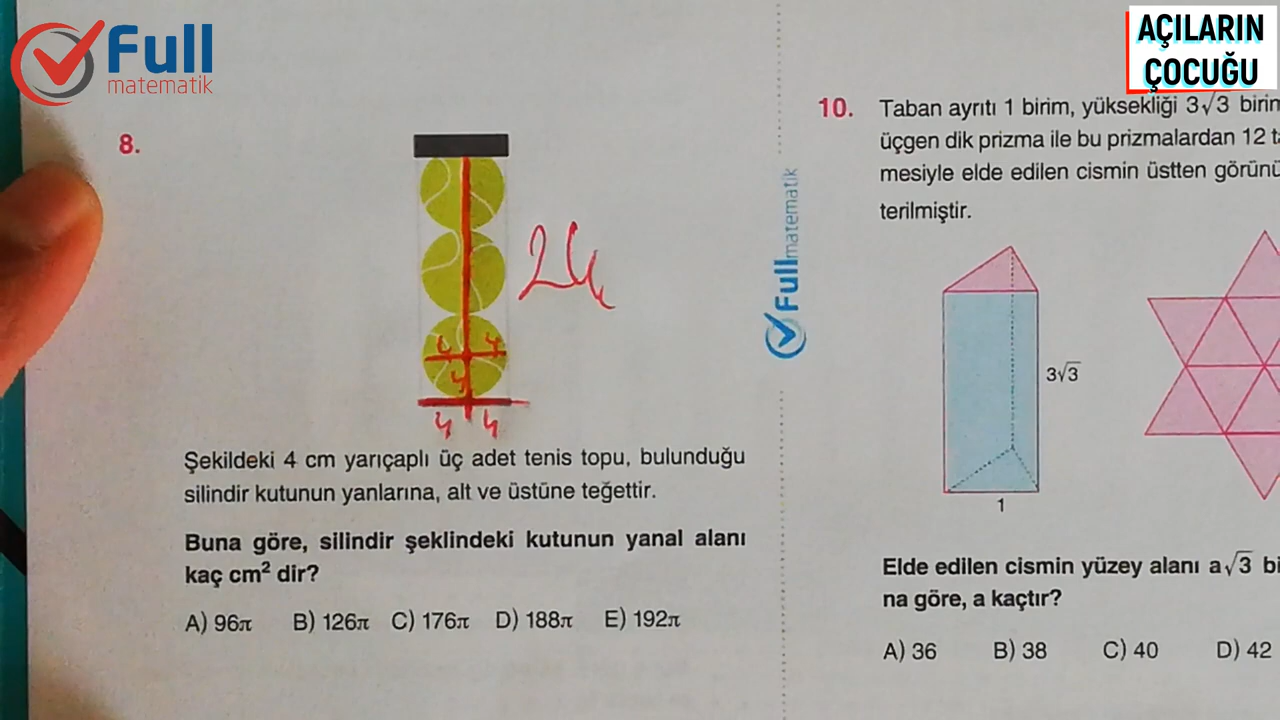 Full
matematik
AÇILARIN
ÇOCUĞU
8.
24
4 4
4
4 4
Şekildeki 4 cm yarıçaplı üç adet tenis topu, bulunduğu
silindir kutunun yanlarına, alt ve üstüne teğettir.
Buna göre, silindir şeklindeki kutunun yanal alanı
kaç cm² dir?
A) 96π B) 126π C) 176π D) 188π E) 192π
Fullmatematik
10. Taban ayrıtı 1 birim, yüksekliği 3√3 birim
üçgen dik prizma ile bu prizmalardan 12 ta
mesiyle elde edilen cismin üstten görünü
terilmiştir.
3√3
1
Elde edilen cismin yüzey alanı a√3 bi
na göre, a kaçtır?
A) 36 B) 38 C) 40 D) 42